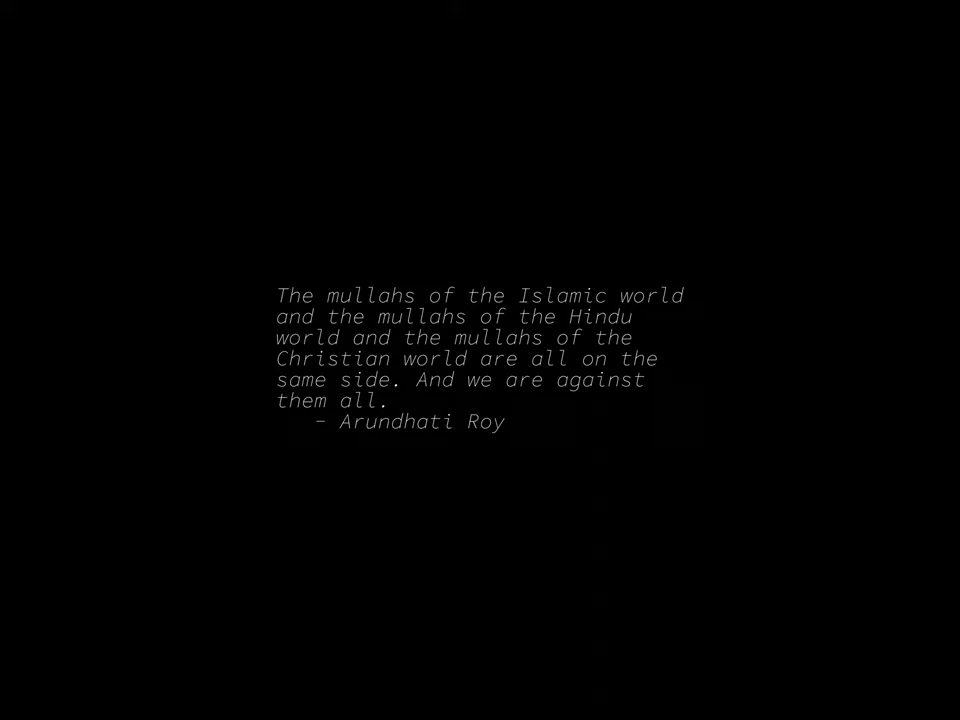 The mullahs of the Islamic world
and the mullahs of the Hindu
world and the mullahs of the
Christian world are all on the
same side. And we are against
them all.
– Arundhati Roy